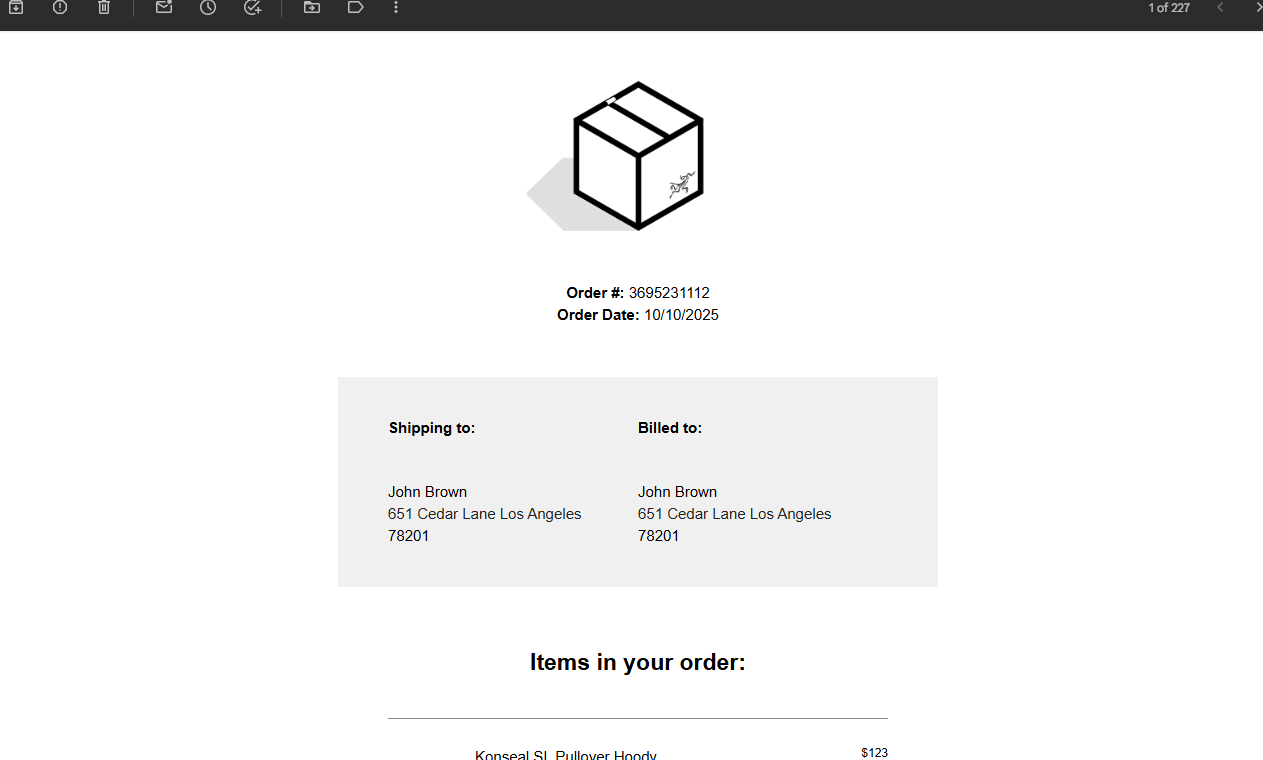 1 of 227
Order #: 3695231112
Order Date: 10/10/2025
Shipping to:
Billed to:
John Brown
651 Cedar Lane Los Angeles
78201
John Brown
651 Cedar Lane Los Angeles
78201
Items in your order:
Konseal SL Pullover Hoody
$123